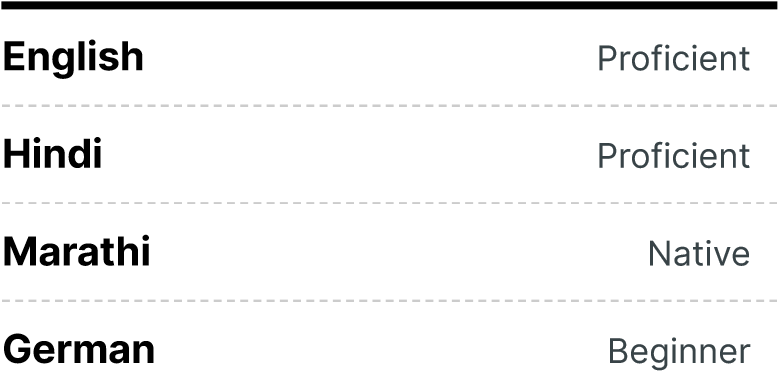 English Proficient
Hindi Proficient
Marathi Native
German Beginner